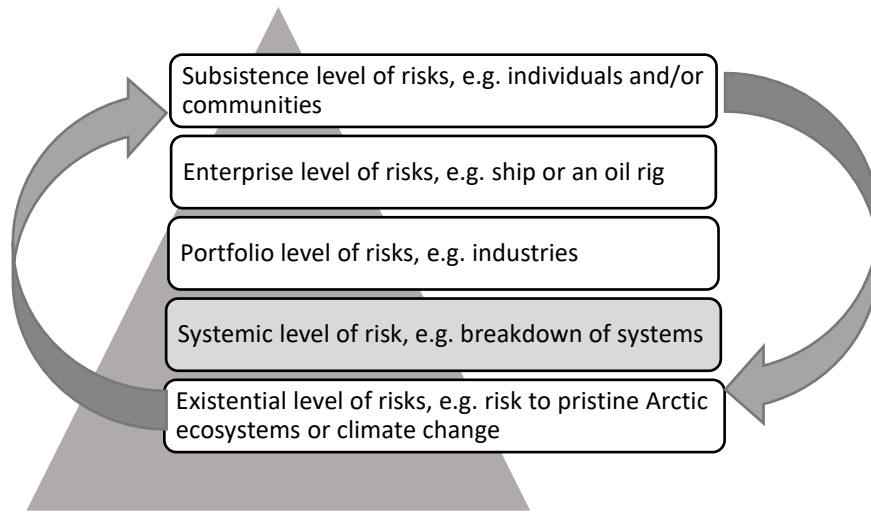 Subsistence level of risks, e.g. individuals and/or
communities
Enterprise level of risks, e.g. ship or an oil rig
Portfolio level of risks, e.g. industries
Systemic level of risk, e.g. breakdown of systems
Existential level of risks, e.g. risk to pristine Arctic
ecosystems or climate change